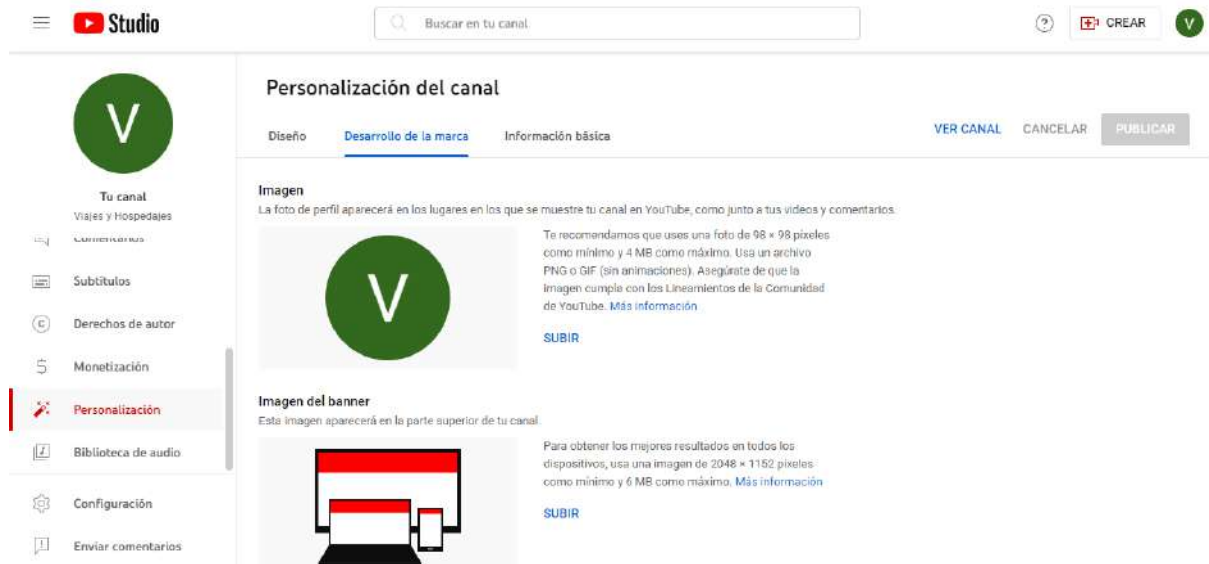 Studio
Buscar en tu canal
CREAR
V
V
Tu canal
Viajes y Hospedajes
Comentarios
Subtítulos
Derechos de autor
Monetización
Personalización
Biblioteca de audio
Configuración
Enviar comentarios
Personalización del canal
Diseño
Desarrollo de la marca
Información básica
VER CANAL
CANCELAR
PUBLICAR
Imagen
La foto de perfil aparecerá en los lugares en los que se muestre tu canal en YouTube, como junto a tus videos y comentarios.
V
Te recomendamos que uses una foto de 98 × 98 píxeles
como mínimo y 4 MB como máximo. Usa un archivo
PNG o GIF (sin animaciones). Asegúrate de que la
imagen cumpla con los Lineamientos de la Comunidad
de YouTube. Más información
SUBIR
Imagen del banner
Esta imagen aparecerá en la parte superior de tu canal.
Para obtener los mejores resultados en todos los
dispositivos, usa una imagen de 2048 × 1152 píxeles
como mínimo y 6 MB como máximo. Más información
SUBIR